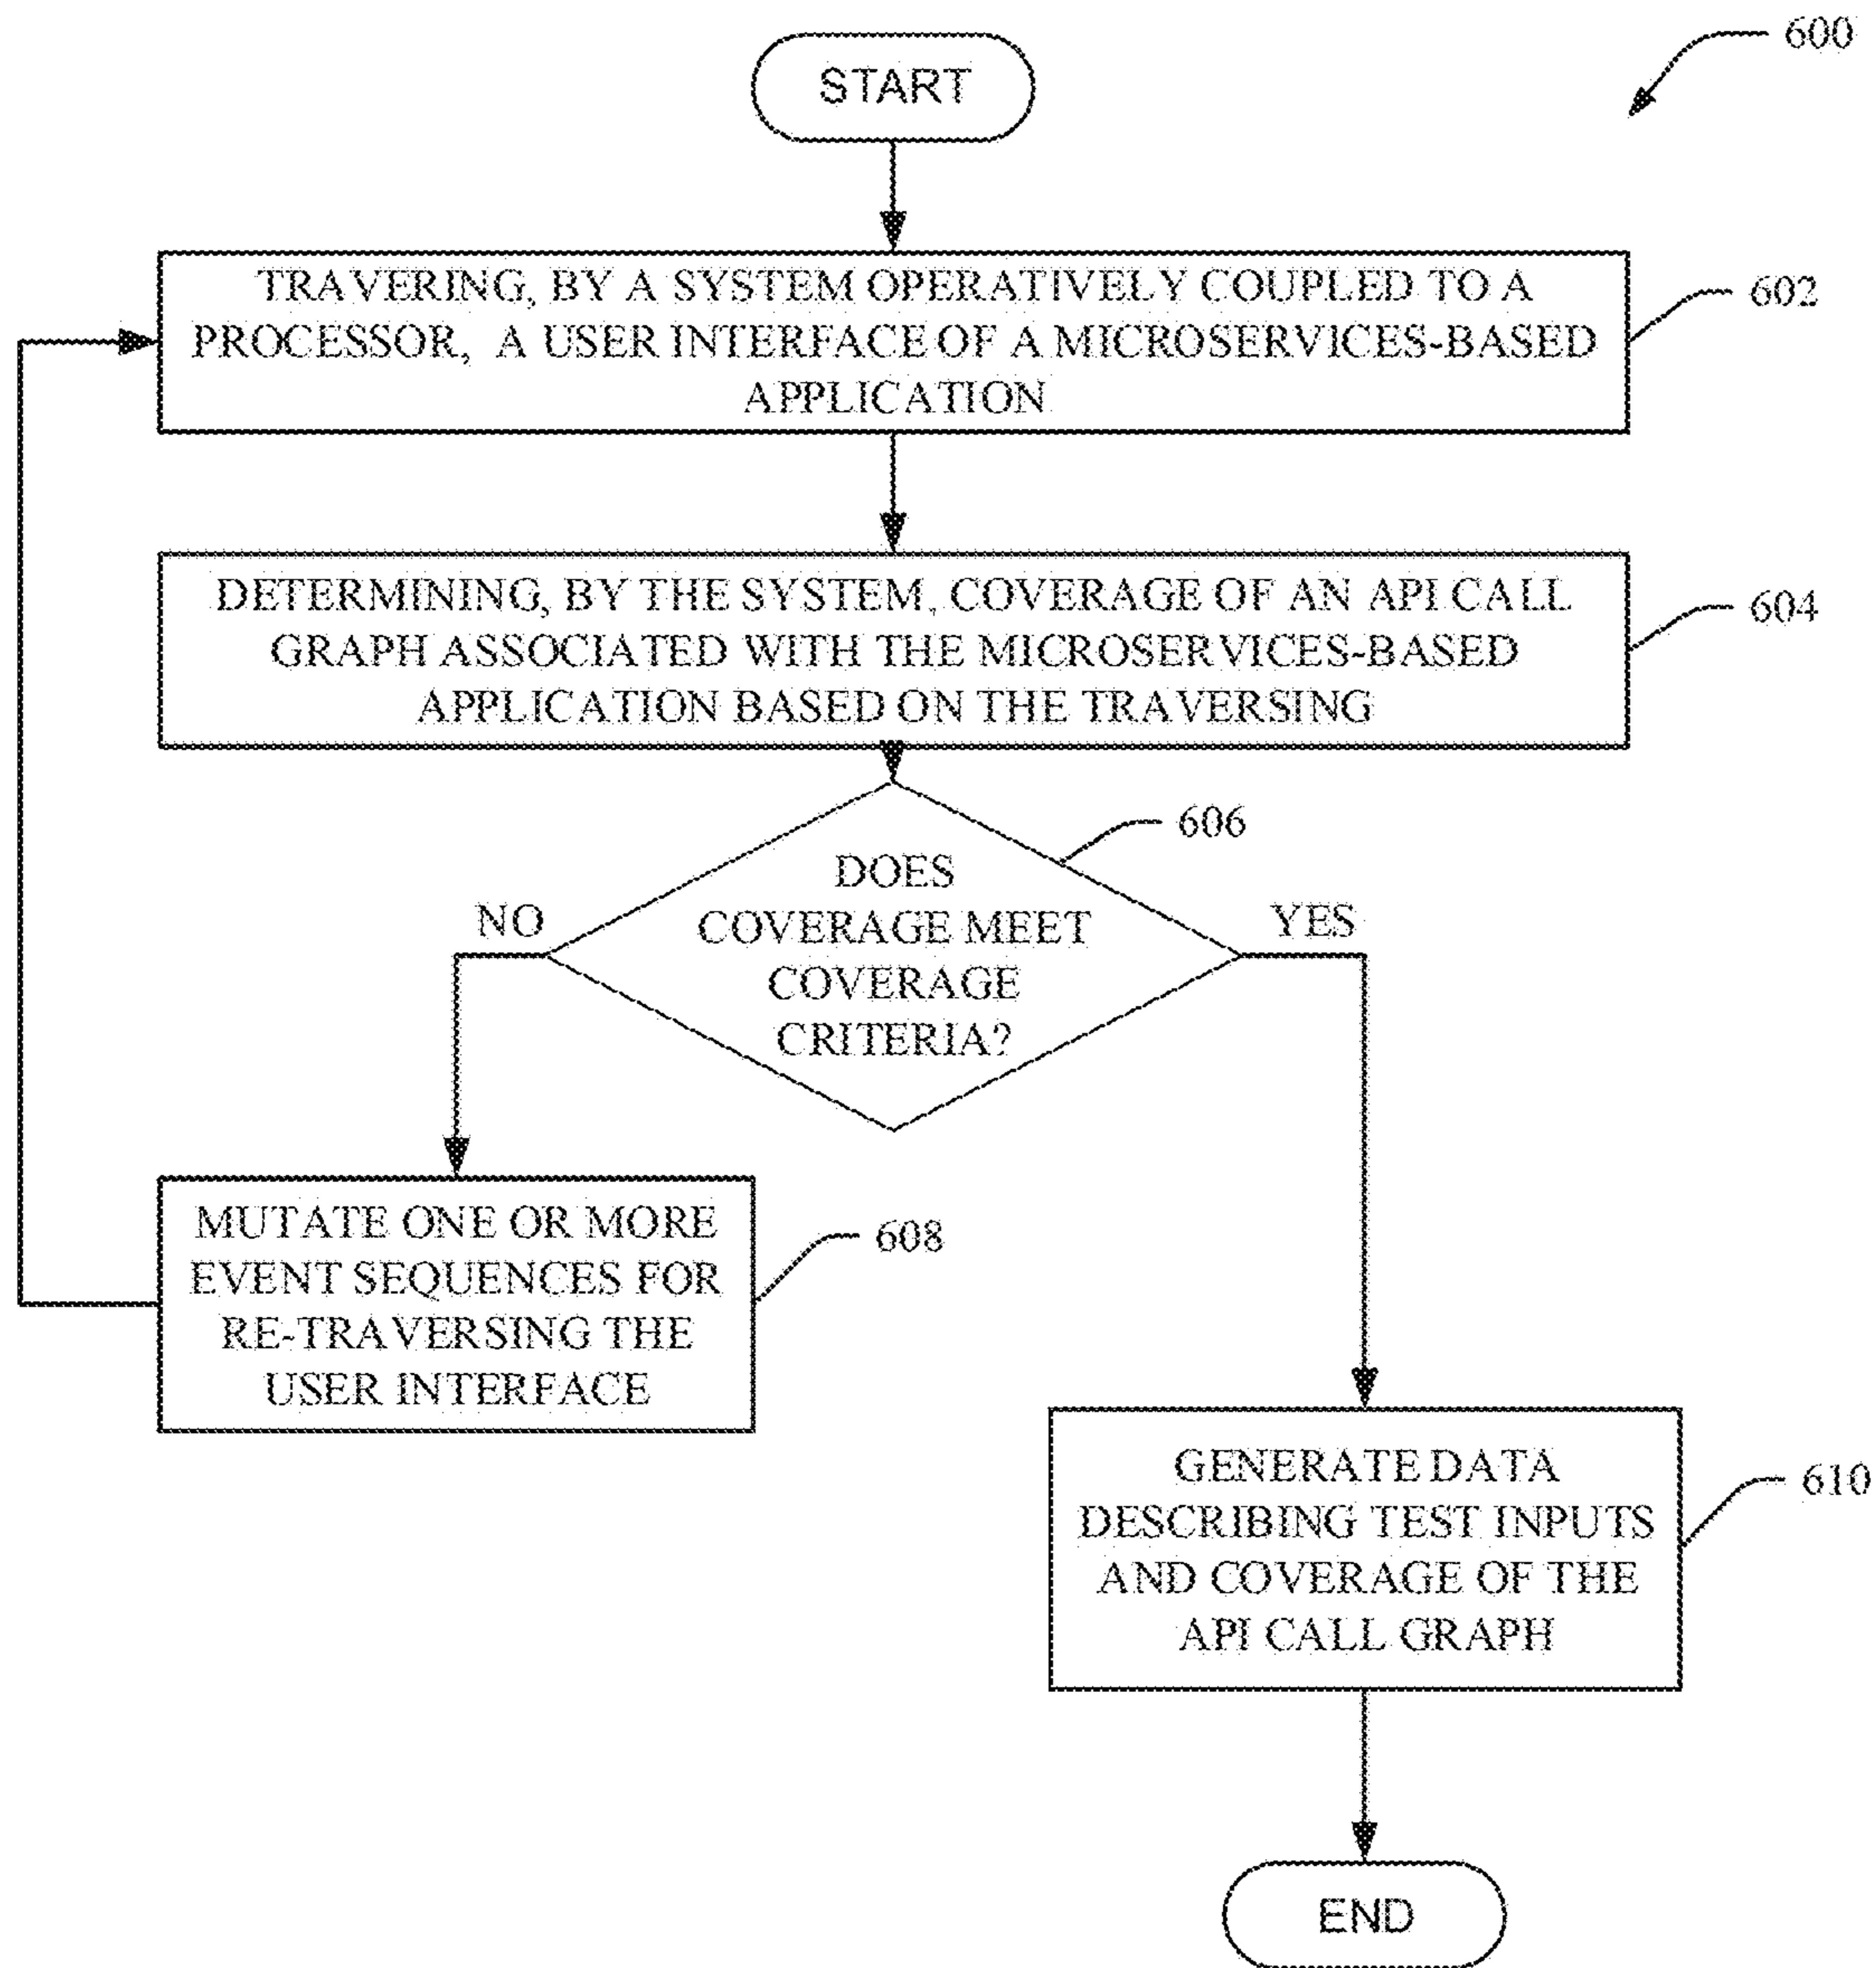 600
START
TRAVERING, BY A SYSTEM OPERATIVELY COUPLED TO A
PROCESSOR, A USER INTERFACE OF A MICROSERVICES-BASED
APPLICATION
602
DETERMINING, BY THE SYSTEM, COVERAGE OF AN API CALL
GRAPH ASSOCIATED WITH THE MICROSERVICES-BASED
APPLICATION BASED ON THE TRAVERSING
604
606
DOES
COVERAGE MEET
COVERAGE
CRITERIA?
NO
YES
MUTATE ONE OR MORE
EVENT SEQUENCES FOR
RE-TRAVERSING THE
USER INTERFACE
608
GENERATE DATA
DESCRIBING TEST INPUTS
AND COVERAGE OF THE
API CALL GRAPH
610
END